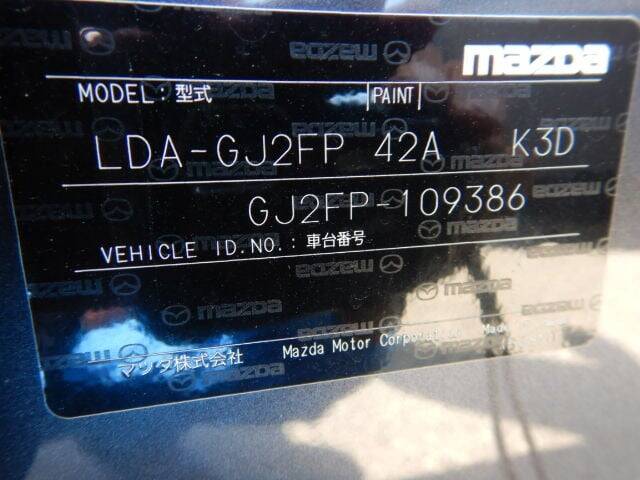 mazda
MODEL: 型式 PAINT
LDA-GJ2FP 42A K3D
GJ2FP-109386
VEHICLE ID.NO.: 車台番号
マツダ株式会社 Mazda Motor Corporation Made